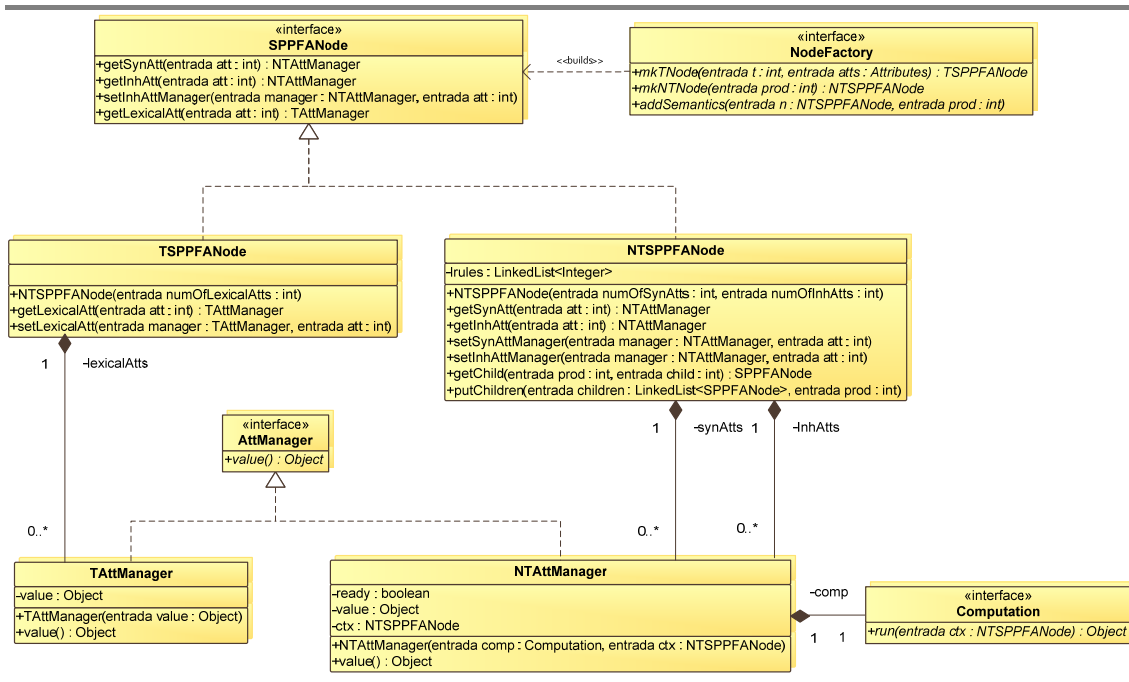 «interface»
SPPFANode
+getSynAtt(entrada att : int) : NTAttManager
+getInhAtt(entrada att : int) : NTAttManager
+setInhAttManager(entrada manager : NTAttManager, entrada att : int)
+getLexicalAtt(entrada att : int) : TAttManager
<<builds>>
«interface»
NodeFactory
+mkTNode(entrada t : int, entrada atts : Attributes) : TSPPFANode
+mkNTNode(entrada prod : int) : NTSPPFANode
+addSemantics(entrada n : NTSPPFANode, entrada prod : int)
TSPPFANode
+NTSPPFANode(entrada numOfLexicalAtts : int)
+getLexicalAtt(entrada att : int) : TAttManager
+setLexicalAtt(entrada manager : TAttManager, entrada att : int)
1
-lexicalAtts
0..*
NTSPPFANode
-lrules : LinkedList<Integer>
+NTSPPFANode(entrada numOfSynAtts : int, entrada numOfInhAtts : int)
+getSynAtt(entrada att : int) : NTAttManager
+getInhAtt(entrada att : int) : NTAttManager
+setSynAttManager(entrada manager : NTAttManager, entrada att : int)
+setInhAttManager(entrada manager : NTAttManager, entrada att : int)
+getChild(entrada prod : int, entrada child : int) : SPPFANode
+putChildren(entrada children : LinkedList<SPPFANode>, entrada prod : int)
1
-synAtts
1
-InhAtts
0..*
0..*
«interface»
AttManager
+value() : Object
TAttManager
-value : Object
+TAttManager(entrada value : Object)
+value() : Object
NTAttManager
-ready : boolean
-value : Object
-ctx : NTSPPFANode
+NTAttManager(entrada comp : Computation, entrada ctx : NTSPPFANode)
+value() : Object
-comp
1
1
«interface»
Computation
+run(entrada ctx : NTSPPFANode) : Object